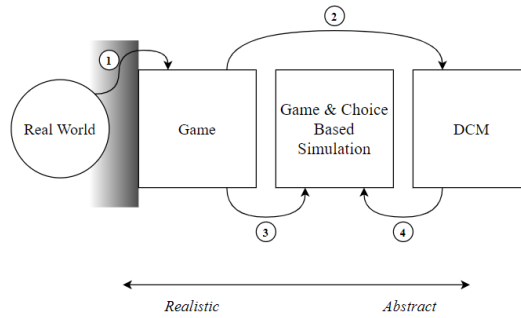 1
2
Real World
Game
Game & Choice
Based
Simulation
DCM
3
4
Realistic
Abstract